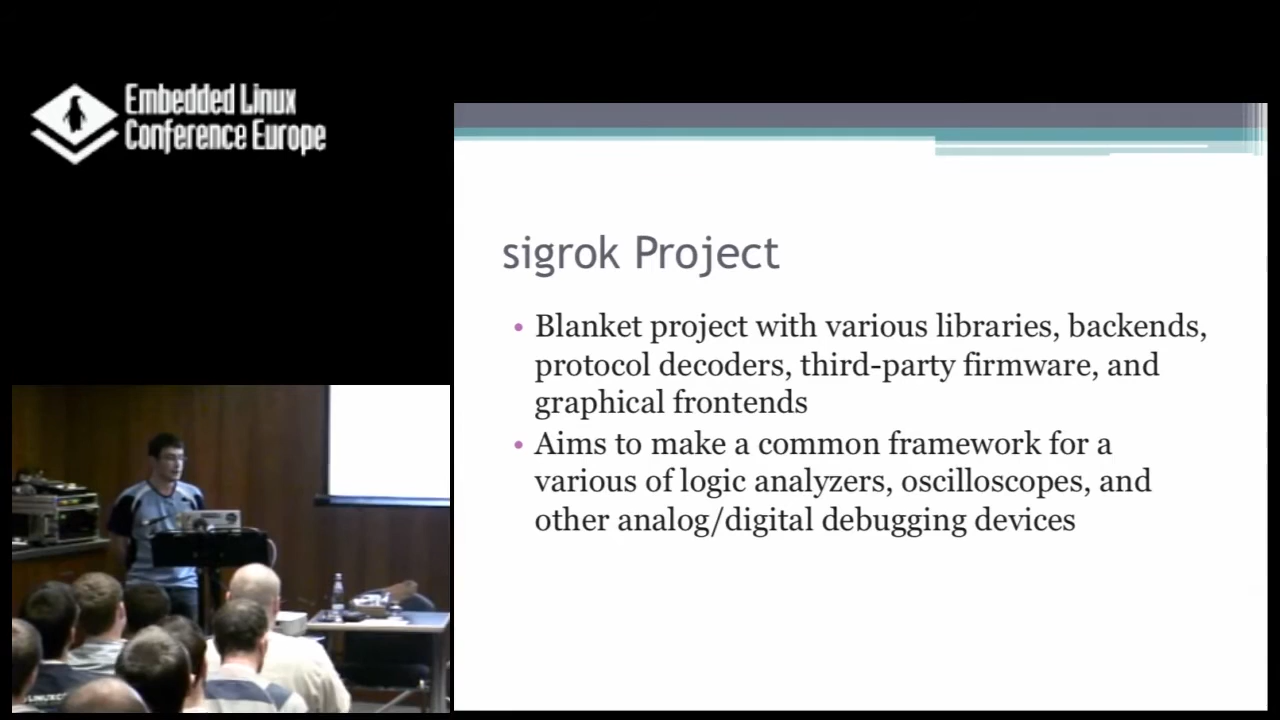 Embedded Linux
Conference Europe
sigrok Project
• Blanket project with various libraries, backends,
protocol decoders, third-party firmware, and
graphical frontends
• Aims to make a common framework for a
various of logic analyzers, oscilloscopes, and
other analog/digital debugging devices